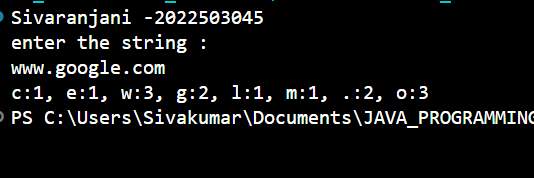 Sivaranjani -2022503045
enter the string :
www.google.com
c:1, e:1, w:3, g:2, l:1, m:1, .:2, o:3
PS C:\Users\Sivakumar\Documents\JAVA_PROGRAMMING